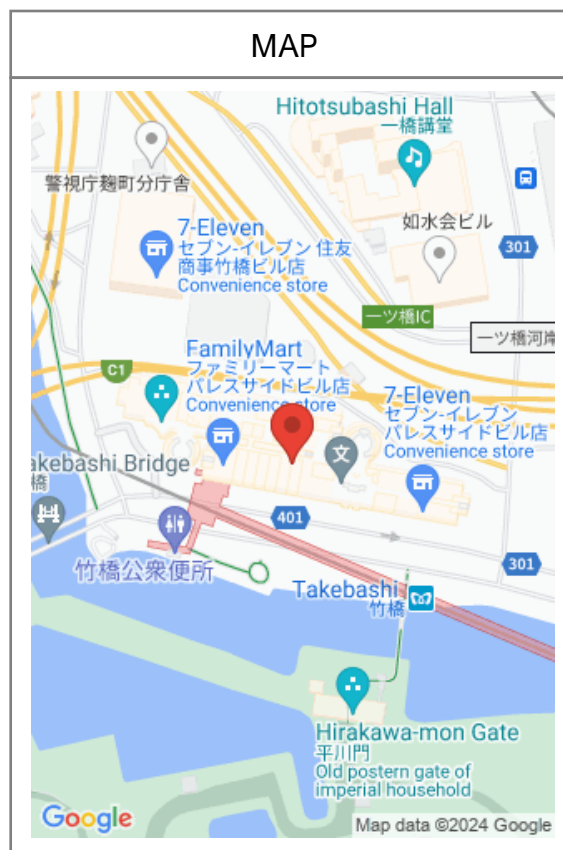 MAP
Hitotsubashi Hall
一橋講堂
警視庁麹町分庁舎
7-Eleven
セブン-イレブン 住友
商事竹橋ビル店
Convenience store
如水会ビル
301
一ツ橋IC
一ツ橋河岸
C1
FamilyMart
ファミリーマート
パレスサイドビル店
Convenience store
7-Eleven
セブン-イレブン
パレスサイドビル店
Convenience store
文
akebashi Bridge
橋
401
竹橋公衆便所
301
Takebashi
竹橋
Hirakawa-mon Gate
平川門
Old postern gate of
imperial household
Google
Map data ©2024 Google